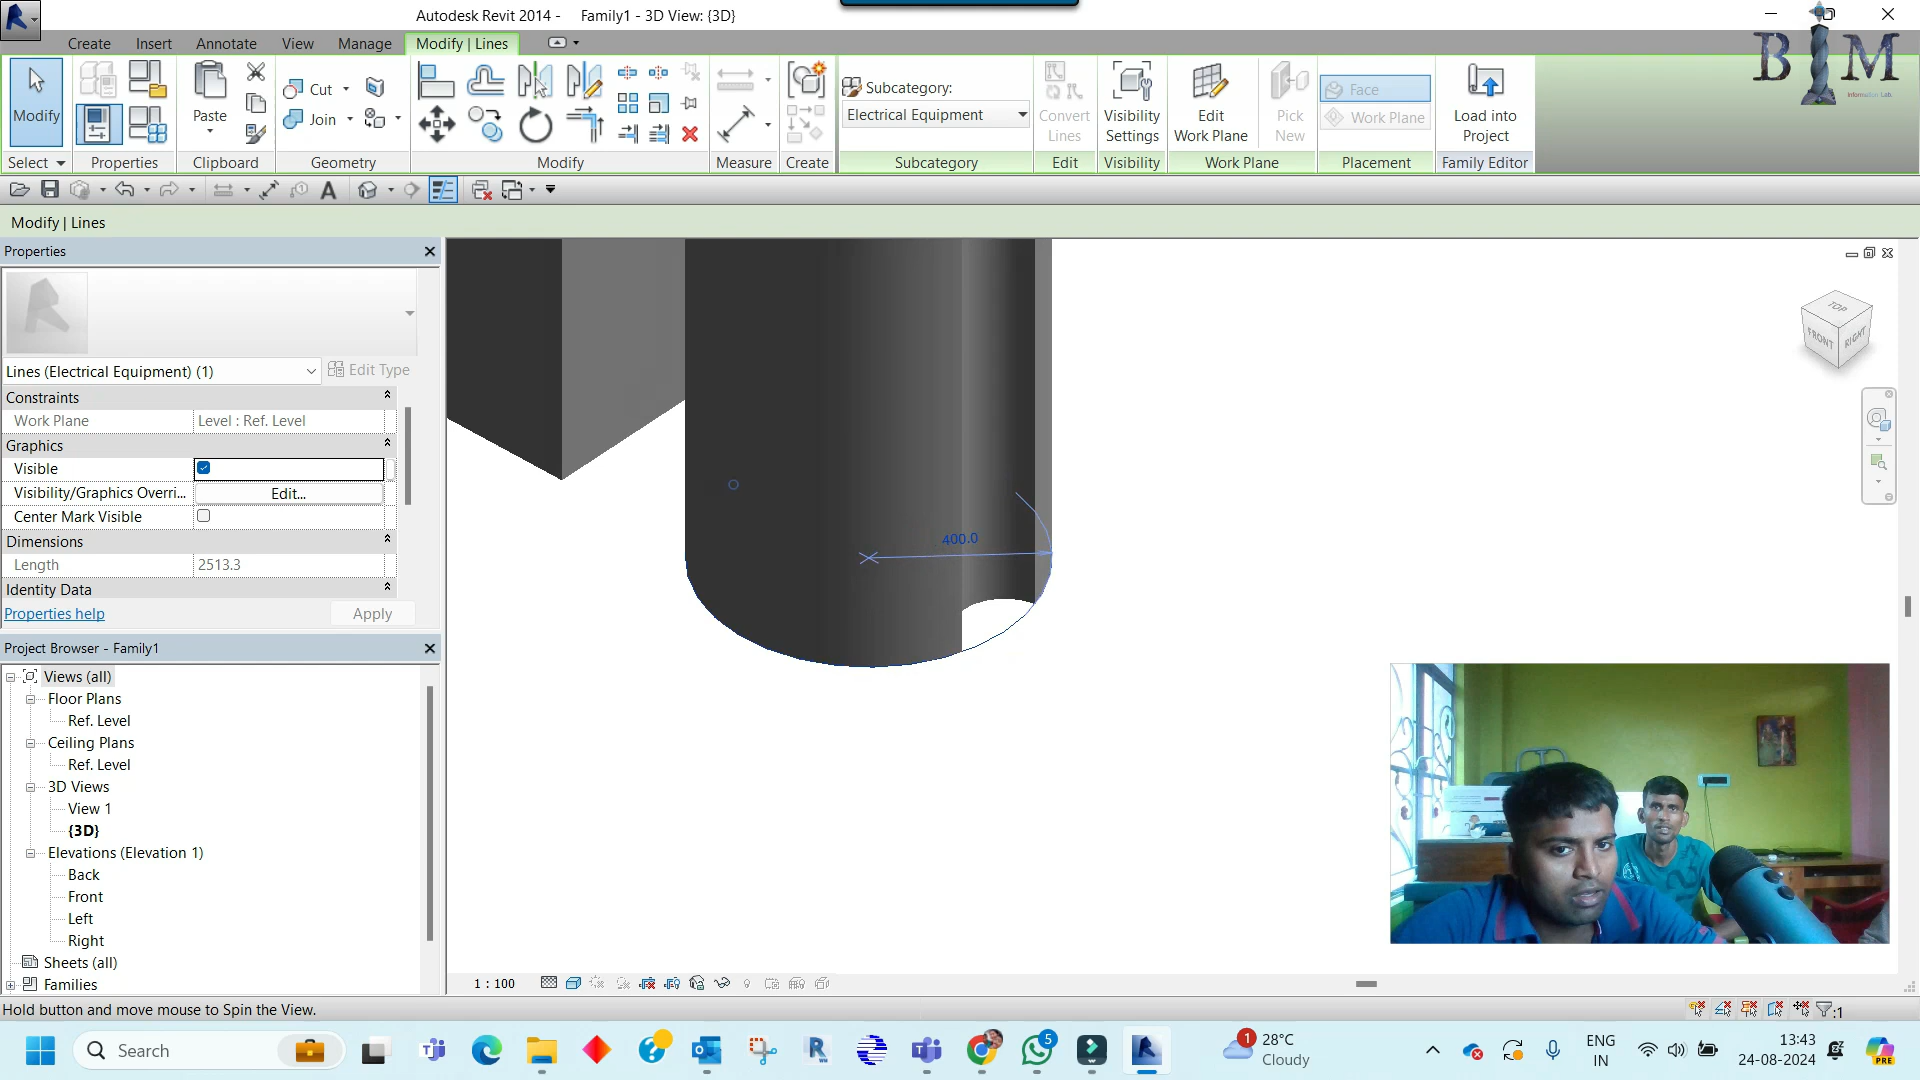 Autodesk Revit 2014 - Family1 - 3D View: {3D}
Create Insert Annotate View Manage Modify | Lines
BIM
Information Lab.
Modify
Paste
Cut
Join
Subcategory:
Electrical Equipment
Convert Lines
Visibility Settings
Edit Work Plane
Pick New
Face
Work Plane
Load into Project
Select Properties Clipboard Geometry Modify Measure Create Subcategory Edit Visibility Work Plane Placement Family Editor
Modify | Lines
Properties
Lines (Electrical Equipment) (1)
Edit Type
Constraints
Work Plane Level : Ref. Level
Graphics
Visible
Visibility/Graphics Overri... Edit...
Center Mark Visible
Dimensions
Length 2513.3
Identity Data
Properties help Apply
Project Browser - Family1
Views (all)
Floor Plans
Ref. Level
Ceiling Plans
Ref. Level
3D Views
View 1
{3D}
Elevations (Elevation 1)
Back
Front
Left
Right
Sheets (all)
Families
400.0
TOP
FRONT RIGHT
1 : 100
Hold button and move mouse to Spin the View.
:1
Search
5
1
28°C
Cloudy
ENG
IN
13:43
24-08-2024
PRE